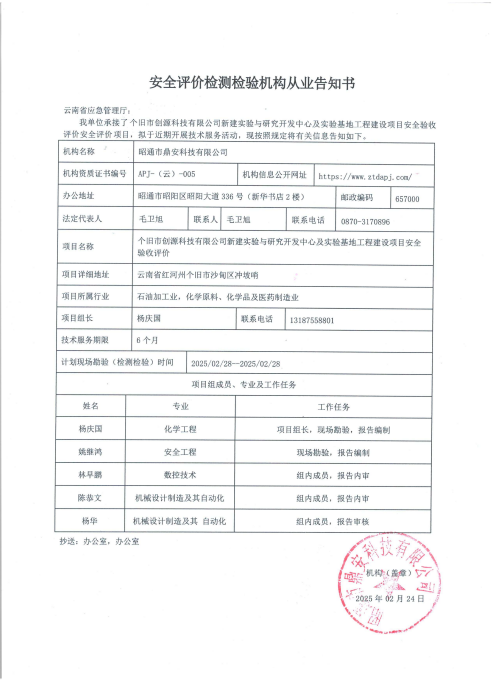 安全评价检测检验机构从业告知书
云南省应急管理厅：
我单位承接了个旧市创源科技有限公司新建实验与研究开发中心及实验基地工程建设项目安全验收
评价安全评价项目，拟于近期开展技术服务活动，现按照规定将有关信息告知如下。
机构名称 昭通市鼎安科技有限公司
机构资质证书编号 APJ-（云）-005 机构信息公开网址 https://www.ztdapj.com/
办公地址 昭通市昭阳区昭阳大道 336 号（新华书店 2 楼） 邮政编码 657000
法定代表人 毛卫旭 联系人 毛卫旭 联系电话 0870-3170896
项目名称 个旧市创源科技有限公司新建实验与研究开发中心及实验基地工程建设项目安全
验收评价
项目详细地址 云南省红河州个旧市沙甸区冲坡哨
项目所属行业 石油加工业，化学原料、化学品及医药制造业
项目组长 杨庆国 联系电话 13187558801
技术服务期限 6 个月
计划现场勘验（检测检验）时间 2025/02/28--2025/02/28
项目组成员、专业及工作任务
姓名 专业 工作任务
杨庆国 化学工程 项目组长，现场勘验，报告编制
姚继鸿 安全工程 现场勘验，报告编制
林早鹏 数控技术 组内成员，报告内审
陈恭文 机械设计制造及其自动化 组内成员，报告内审
杨华 机械设计制造及其 自动化 组内成员，报告审核
抄送：办公室，办公室
机构（盖章）
2025 年 02 月 24 日
鼎安科技有限公司